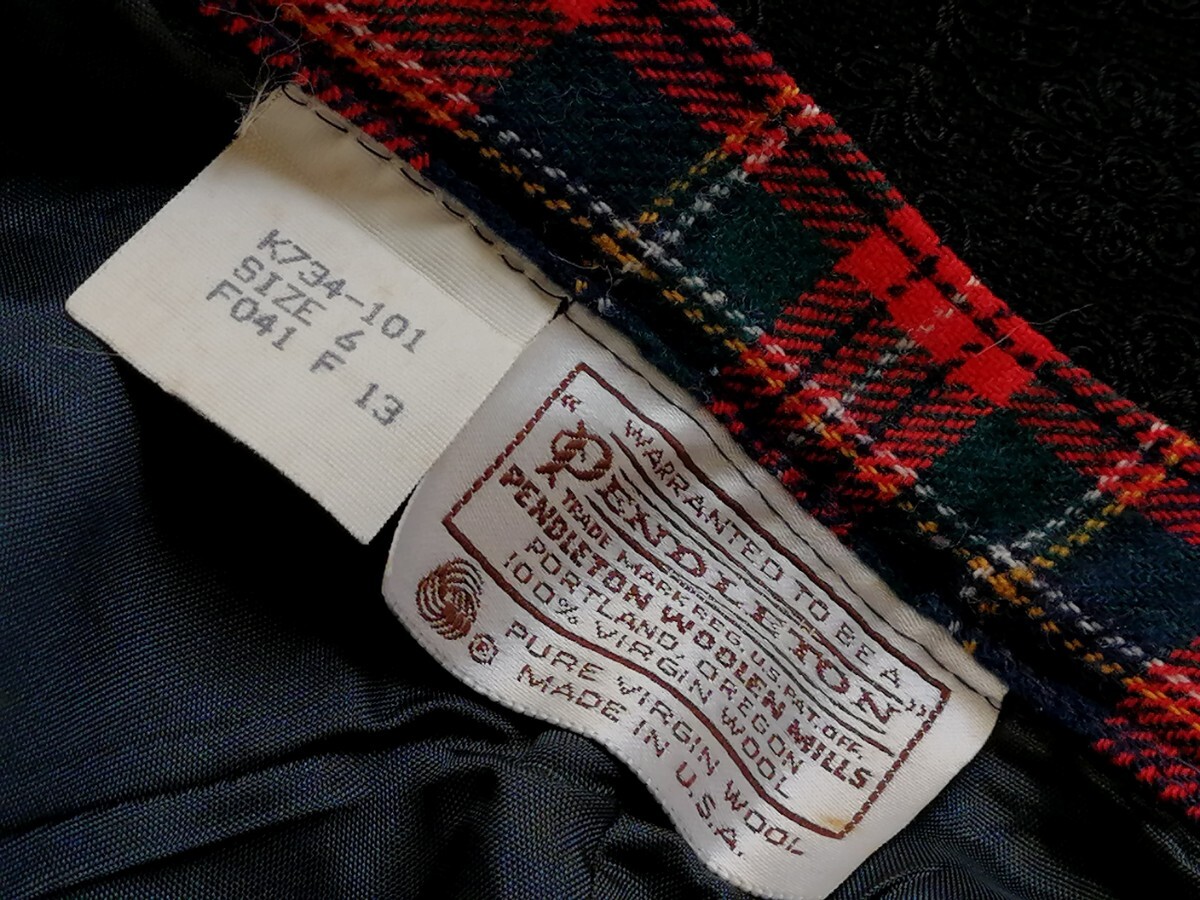 K734-101
SIZE 6
F041 F 13
WARRANTED TO BE A
"PENDLETON"
TRADE MARK REG. U.S. PAT. OFF.
PENDLETON WOOLEN MILLS
PORTLAND, OREGON
100% VIRGIN WOOL
PURE VIRGIN WOOL
® MADE IN U.S.A.